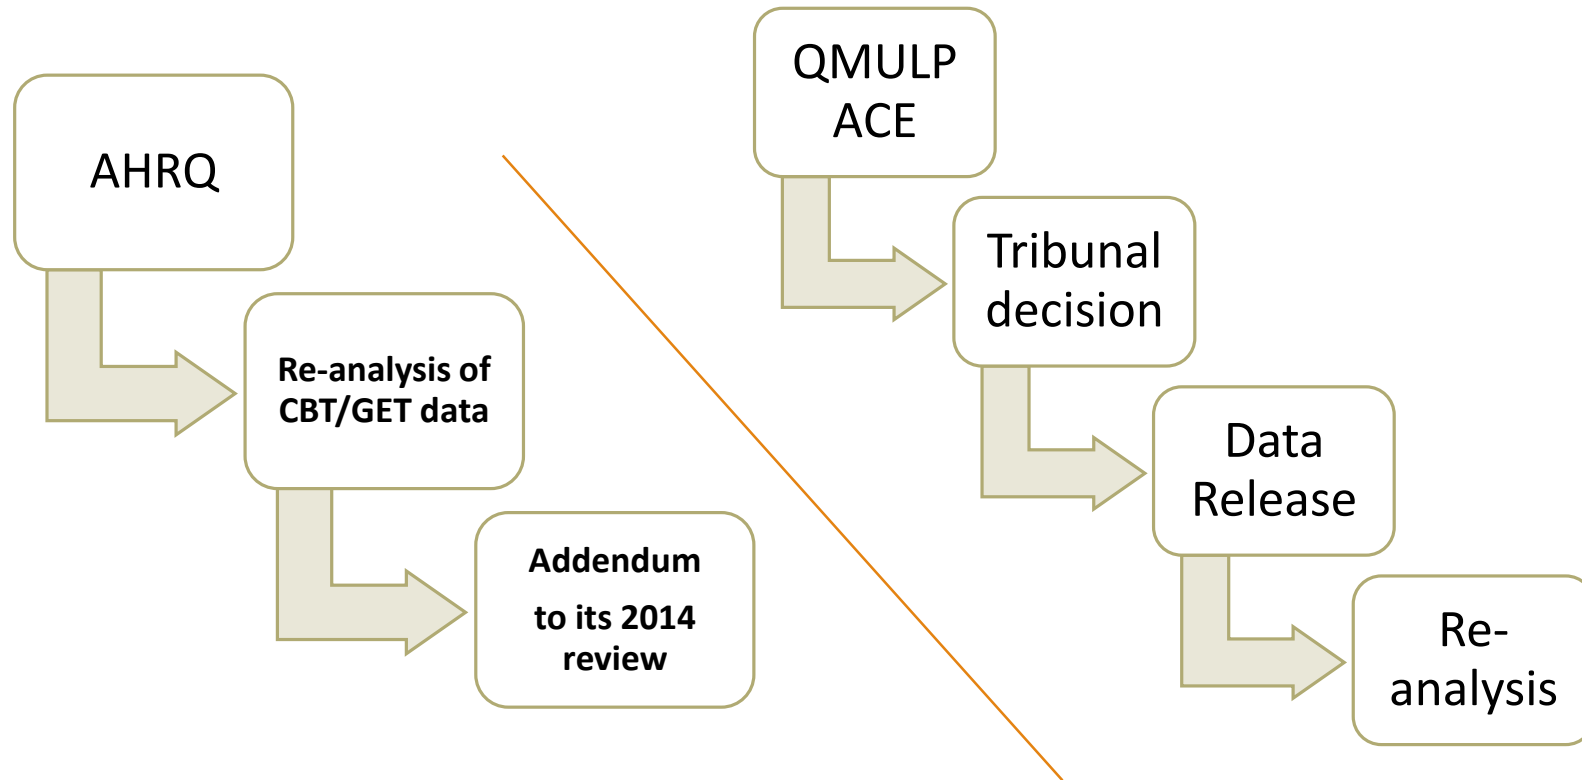 AHRQ
Re-analysis of
CBT/GET data
Addendum
to its 2014
review
QMULP
ACE
Tribunal
decision
Data
Release
Re-
analysis